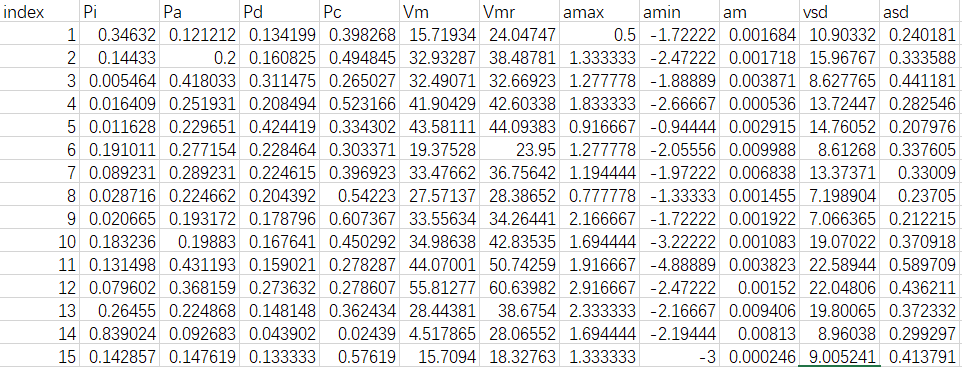 index Pi Pa Pd Pc Vm Vmr amax amin am vsd asd
1 0.34632 0.121212 0.134199 0.398268 15.71934 24.04747 0.5 -1.72222 0.001684 10.90332 0.240181
2 0.14433 0.2 0.160825 0.494845 32.93287 38.48781 1.333333 -2.47222 0.001718 15.96767 0.333588
3 0.005464 0.418033 0.311475 0.265027 32.49071 32.66923 1.277778 -1.88889 0.003871 8.627765 0.441181
4 0.016409 0.251931 0.208494 0.523166 41.90429 42.60338 1.833333 -2.66667 0.000536 13.72447 0.282546
5 0.011628 0.229651 0.424419 0.334302 43.58111 44.09383 0.916667 -0.94444 0.002915 14.76052 0.207976
6 0.191011 0.277154 0.228464 0.303371 19.37528 23.95 1.277778 -2.05556 0.009988 8.61268 0.337605
7 0.089231 0.289231 0.224615 0.396923 33.47662 36.75642 1.194444 -1.97222 0.006838 13.37371 0.33009
8 0.028716 0.224662 0.204392 0.54223 27.57137 28.38652 0.777778 -1.33333 0.001455 7.198904 0.23705
9 0.020665 0.193172 0.178796 0.607367 33.55634 34.26441 2.166667 -1.72222 0.001922 7.066365 0.212215
10 0.183236 0.19883 0.167641 0.450292 34.98638 42.83535 1.694444 -3.22222 0.001083 19.07022 0.370918
11 0.131498 0.431193 0.159021 0.278287 44.07001 50.74259 1.916667 -4.88889 0.003823 22.58944 0.589709
12 0.079602 0.368159 0.273632 0.278607 55.81277 60.63982 2.916667 -2.47222 0.00152 22.04806 0.436211
13 0.26455 0.224868 0.148148 0.362434 28.44381 38.6754 2.333333 -2.16667 0.009406 19.80065 0.372332
14 0.839024 0.092683 0.043902 0.02439 4.517865 28.06552 1.694444 -2.19444 0.00813 8.96038 0.299297
15 0.142857 0.147619 0.133333 0.57619 15.7094 18.32763 1.333333 -3 0.000246 9.005241 0.413791